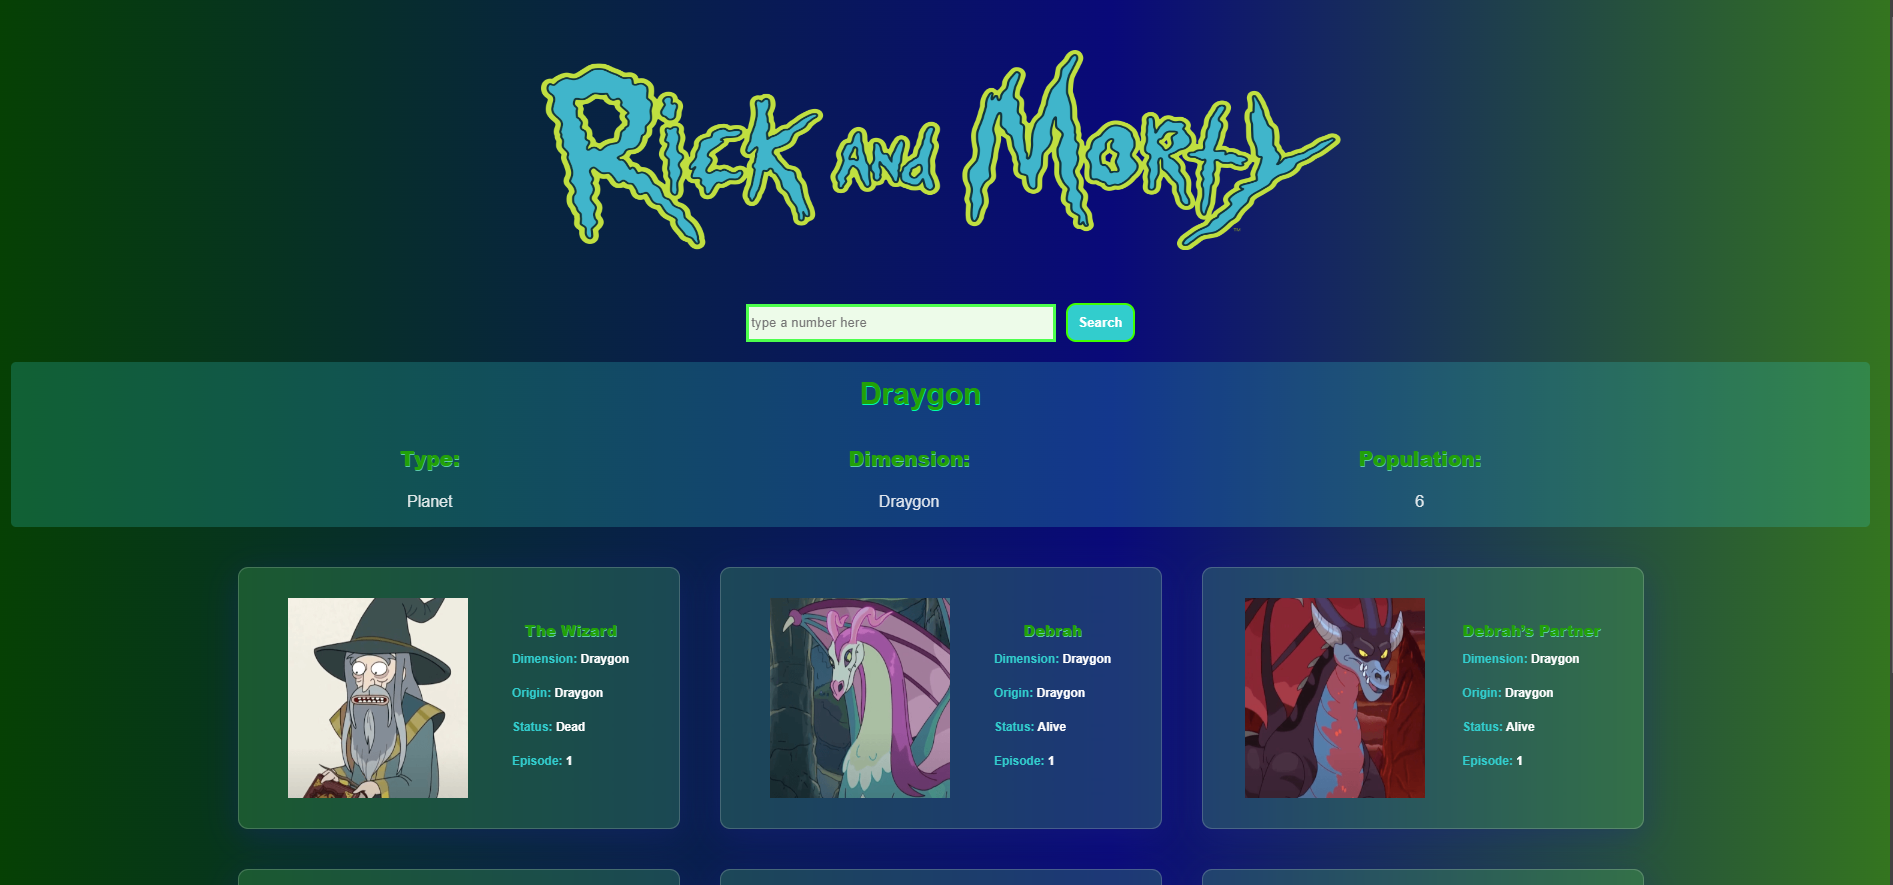 Rick and Morty
™
type a number here
Search
Draygon
Type:
Dimension:
Population:
Planet
Draygon
6
The Wizard
Dimension: Draygon
Origin: Draygon
Status: Dead
Episode: 1
Debrah
Dimension: Draygon
Origin: Draygon
Status: Alive
Episode: 1
Debrah's Partner
Dimension: Draygon
Origin: Draygon
Status: Alive
Episode: 1